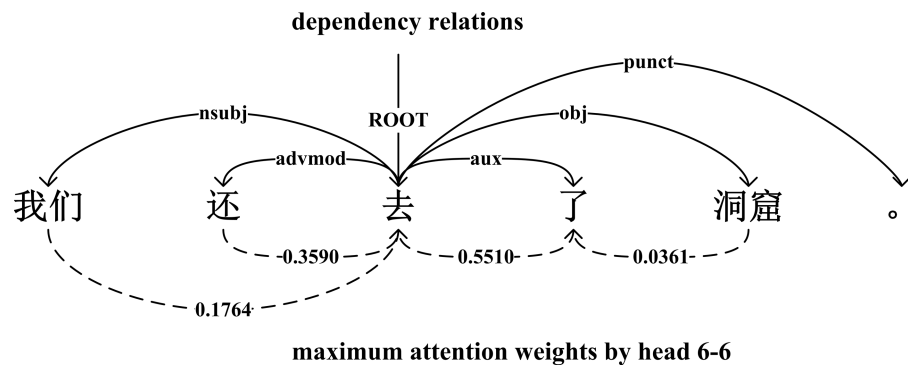 dependency relations
punct
nsubj
ROOT
obj
advmod
aux
我们 还 去 了 洞窟 。
0.3590
0.5510
0.0361
0.1764
maximum attention weights by head 6-6